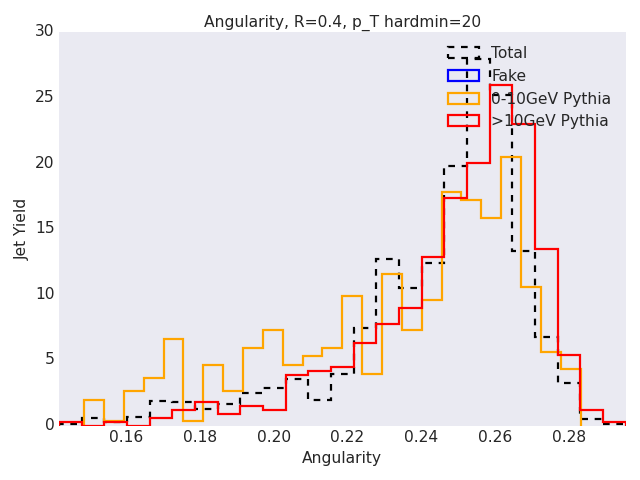 Angularity, R=0.4, p_T hardmin=20
30
25
20
15
10
5
0
Jet Yield
Total
Fake
0-10GeV Pythia
>10GeV Pythia
0.16 0.18 0.20 0.22 0.24 0.26 0.28
Angularity